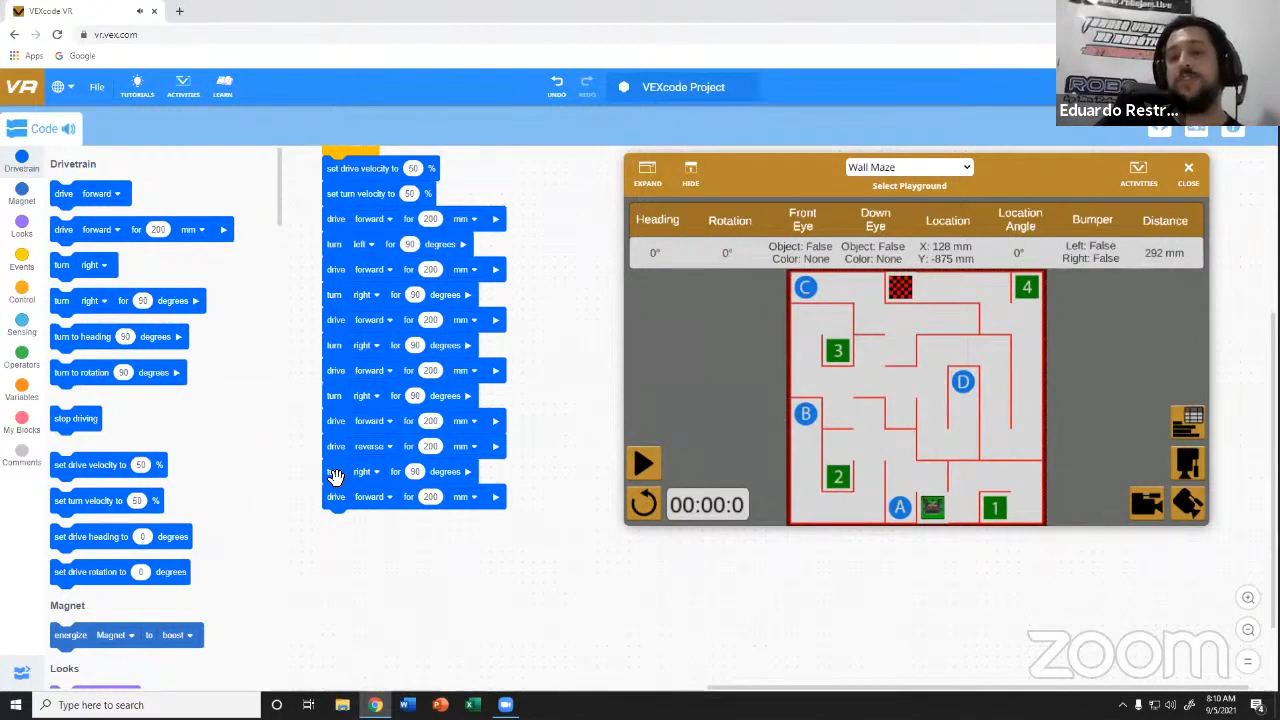 VEXcode VR
vr.vex.com
Apps
Google
VR
File
TUTORIALS
ACTIVITIES
LEARN
UNDO
REDO
VEXcode Project
Eduardo Restr...
Code
Drivetrain
Magnet
Looks
Events
Control
Sensing
Operators
Variables
My Blocks
Comments
Drivetrain
drive forward
drive forward for 200 mm
turn right
turn right for 90 degrees
turn to heading 90 degrees
turn to rotation 90 degrees
stop driving
set drive velocity to 50 %
set turn velocity to 50 %
set drive heading to 0 degrees
set drive rotation to 0 degrees
Magnet
energize Magnet to boost
Looks
set drive velocity to 50 %
set turn velocity to 50 %
drive forward for 200 mm
turn left for 90 degrees
drive forward for 200 mm
turn right for 90 degrees
drive forward for 200 mm
turn right for 90 degrees
drive forward for 200 mm
turn right for 90 degrees
drive forward for 200 mm
drive reverse for 200 mm
right for 90 degrees
drive forward for 200 mm
EXPAND
HIDE
Wall Maze
Select Playground
ACTIVITIES
CLOSE
Heading
Rotation
Front Eye
Down Eye
Location
Location Angle
Bumper
Distance
0°
0°
Object: False
Color: None
Object: False
Color: None
X: 128 mm
Y: -875 mm
0°
Left: False
Right: False
292 mm
C
4
3
D
B
2
A
1
00:00:0
zoom
Type here to search
8:10 AM
9/5/2021